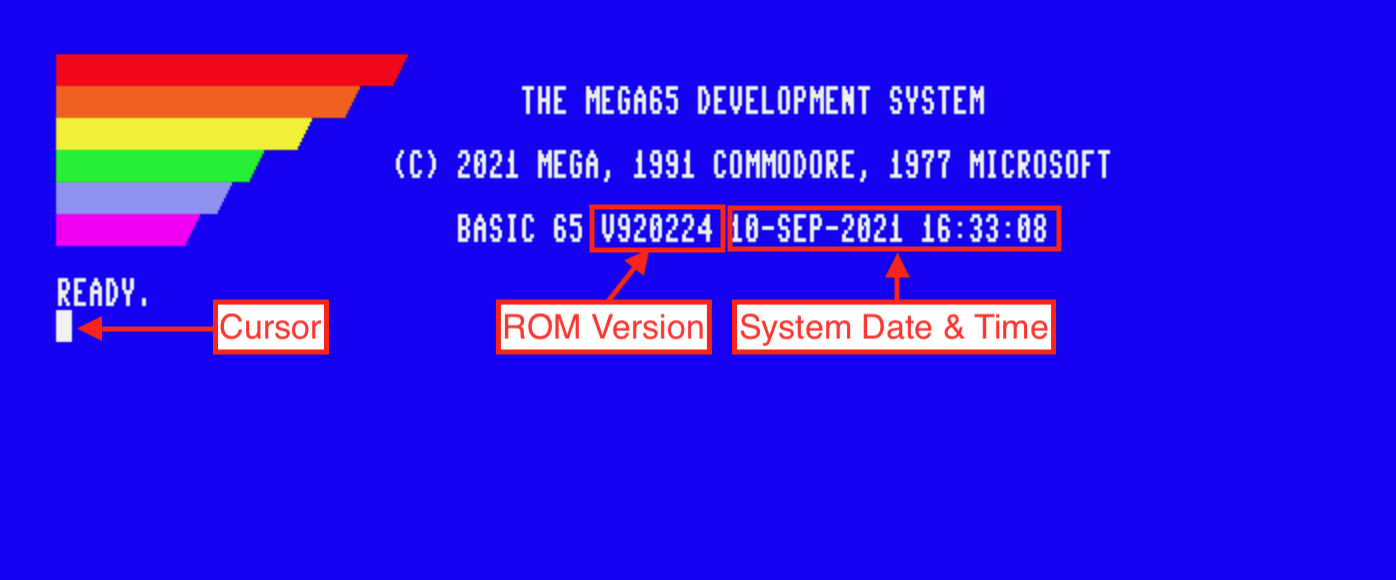 THE MEGA65 DEVELOPMENT SYSTEM
(C) 2021 MEGA, 1991 COMMODORE, 1977 MICROSOFT
BASIC 65 V920224 10-SEP-2021 16:33:08
READY.
Cursor
ROM Version
System Date & Time